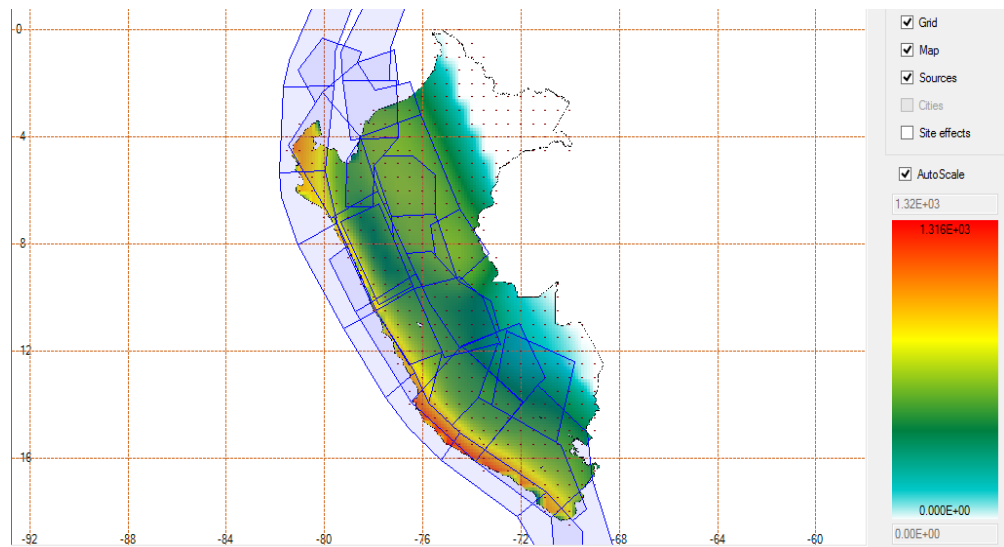 0
4
8
12
16
-92
-88
-84
-80
-76
-72
-68
-64
-60
Grid
Map
Sources
Cities
Site effects
AutoScale
1.32E+03
1.316E+03
0.000E+00
0.00E+00